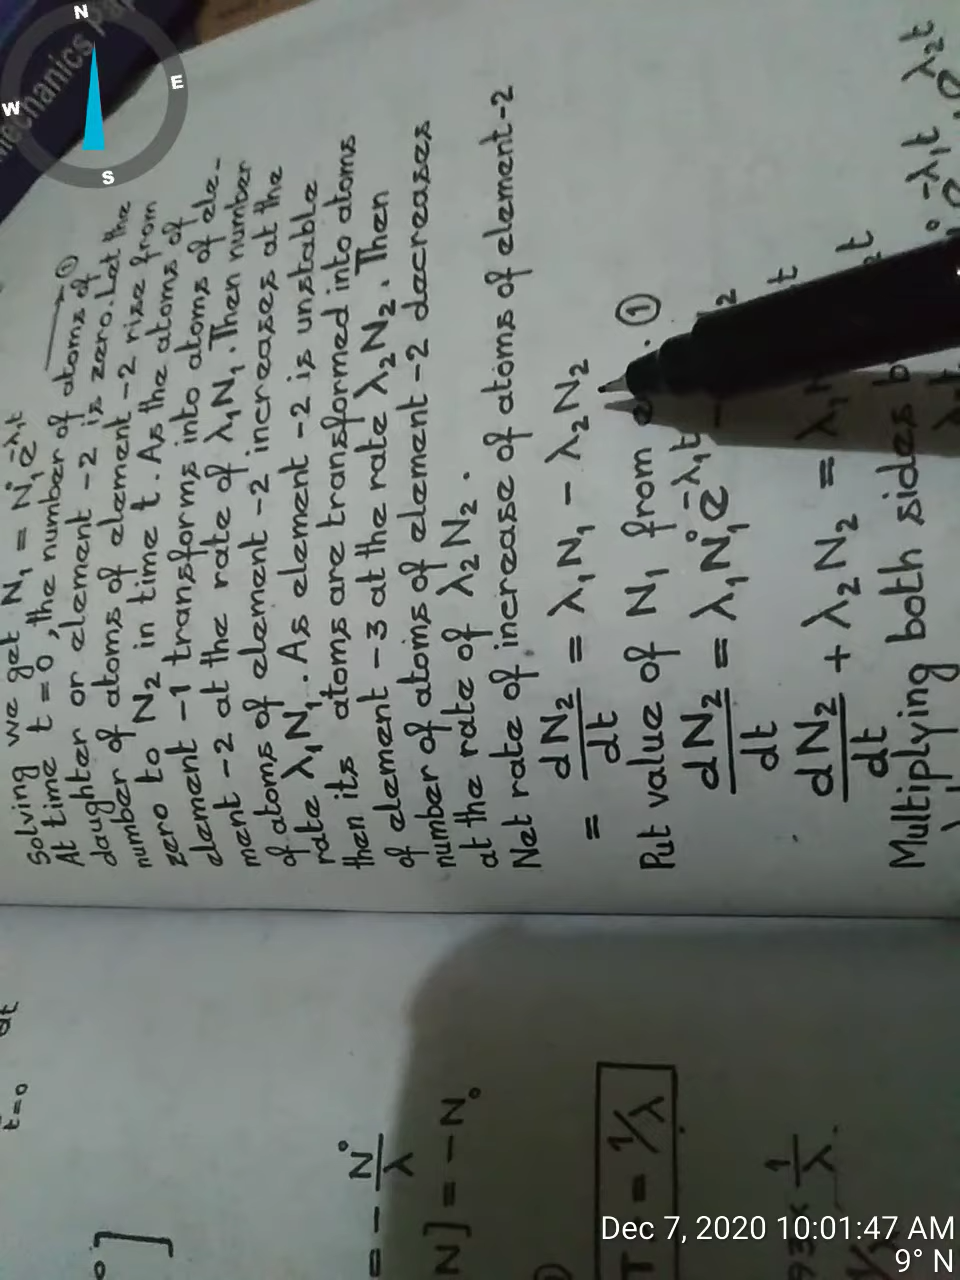 Mechanics
N
E
S
W
Solving we get N₁ = N₁°e^-λ₁t
At time t = 0, the number of atoms of ①
daughter or element -2 is zero. Let the
number of atoms of element -2 rise from
zero to N₂ in time t. As the atoms of
element -1 transforms into atoms of ele-
ment -2 at the rate of λ₁N₁. Then number
of atoms of element -2 increases at the
rate λ₁N₁. As element -2 is unstable
then its atoms are transformed into atoms
of element -3 at the rate λ₂N₂. Then
number of atoms of element -2 decreases
at the rate of λ₂N₂.
Net rate of increase of atoms of element-2
= dN₂/dt = λ₁N₁ - λ₂N₂
Put value of N₁ from ①
dN₂/dt = λ₁N₁°e^-λ₁t
dN₂/dt + λ₂N₂ =
Multiplying both sides
t=0 dt
]
= - N°/λ
N] = -N₀
T = 1/λ
93 × 1/λ.
Dec 7, 2020 10:01:47 AM
9° N